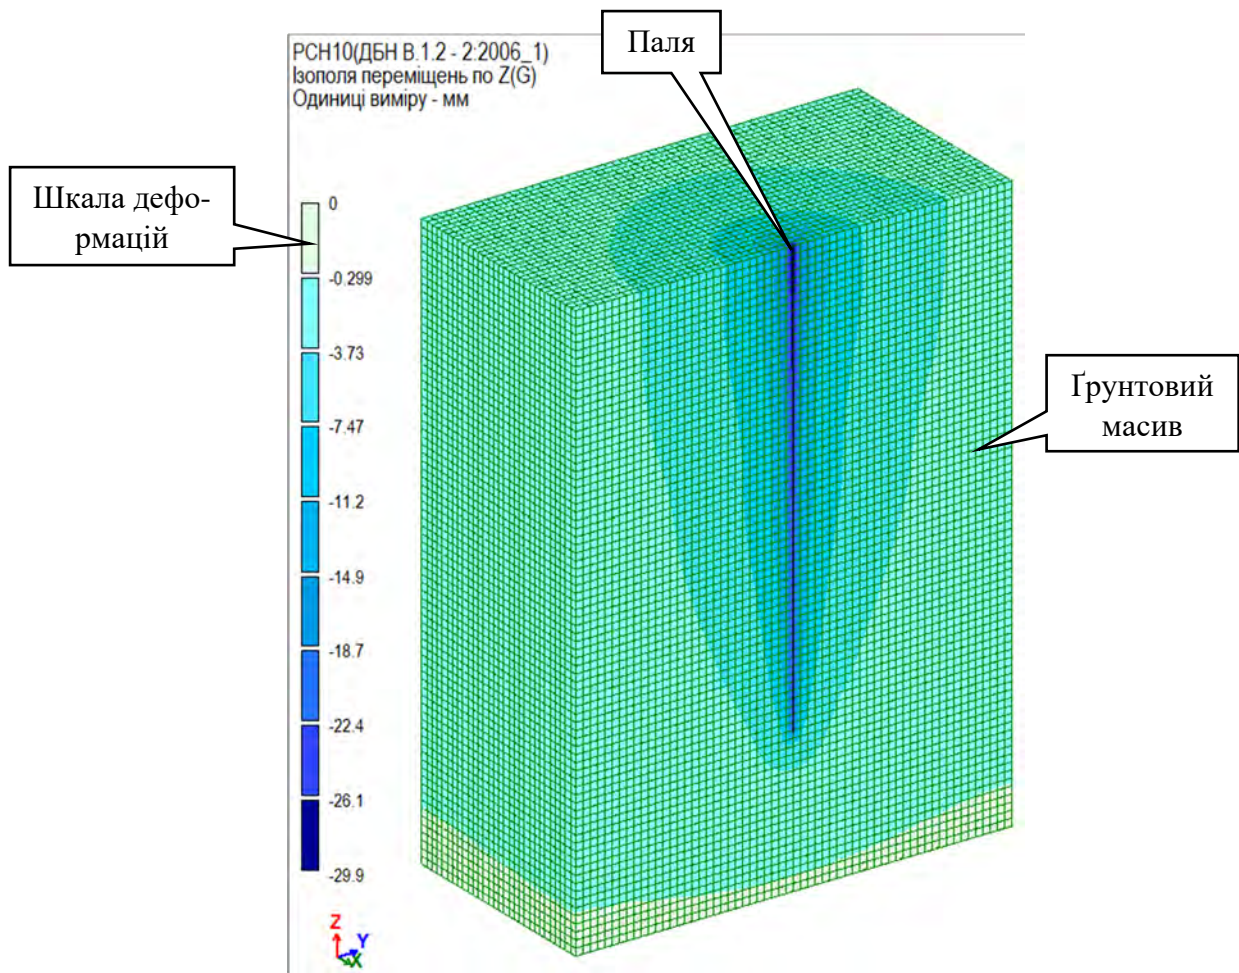 РСН10(ДБН В.1.2 - 2:2006_1)
Ізополя переміщень по Z(G)
Одиниці виміру - мм
Паля
Шкала дефо-
рмацій
0
-0.299
-3.73
-7.47
-11.2
-14.9
-18.7
-22.4
-26.1
-29.9
Ґрунтовий
масив
Z
Y
X